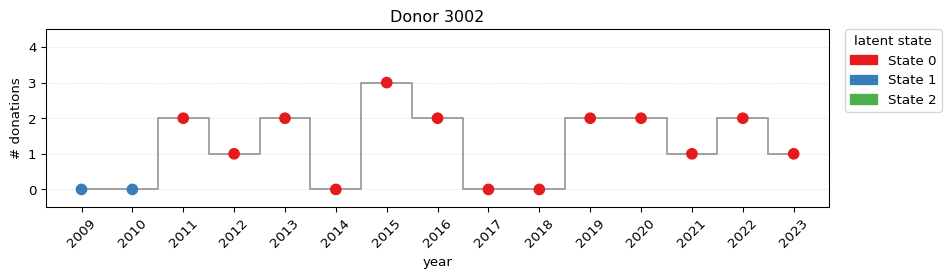 Donor 3002
# donations
4
3
2
1
0
2009 2010 2011 2012 2013 2014 2015 2016 2017 2018 2019 2020 2021 2022 2023
year
latent state
State 0
State 1
State 2